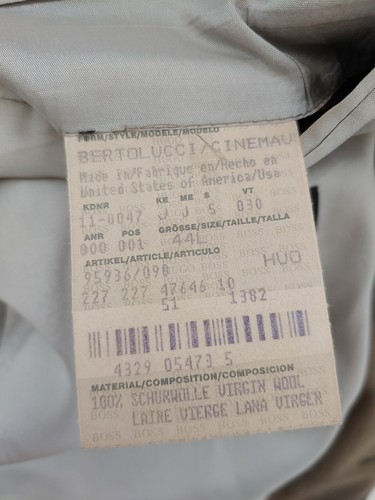 FORM/STYLE/MODELE/MODELO
BERTOLUCCI/CINEMAU
Made in/Fabrique en/Hecho en
United States of America/Usa
KDNR KE ME S VT
11-0047 J J S 030
ANR POS GRÖSSE/SIZE/TAILLE/TALLA
000 001 44L
ARTIKEL/ARTICLE/ARTICULO
95936/090 HUO
227 227 47646 10
51 1382
4329 05473 5
MATERIAL/COMPOSITION/COMPOSICION
100% SCHURWOLLE VIRGIN WOOL
LAINE VIERGE LANA VIRGEN